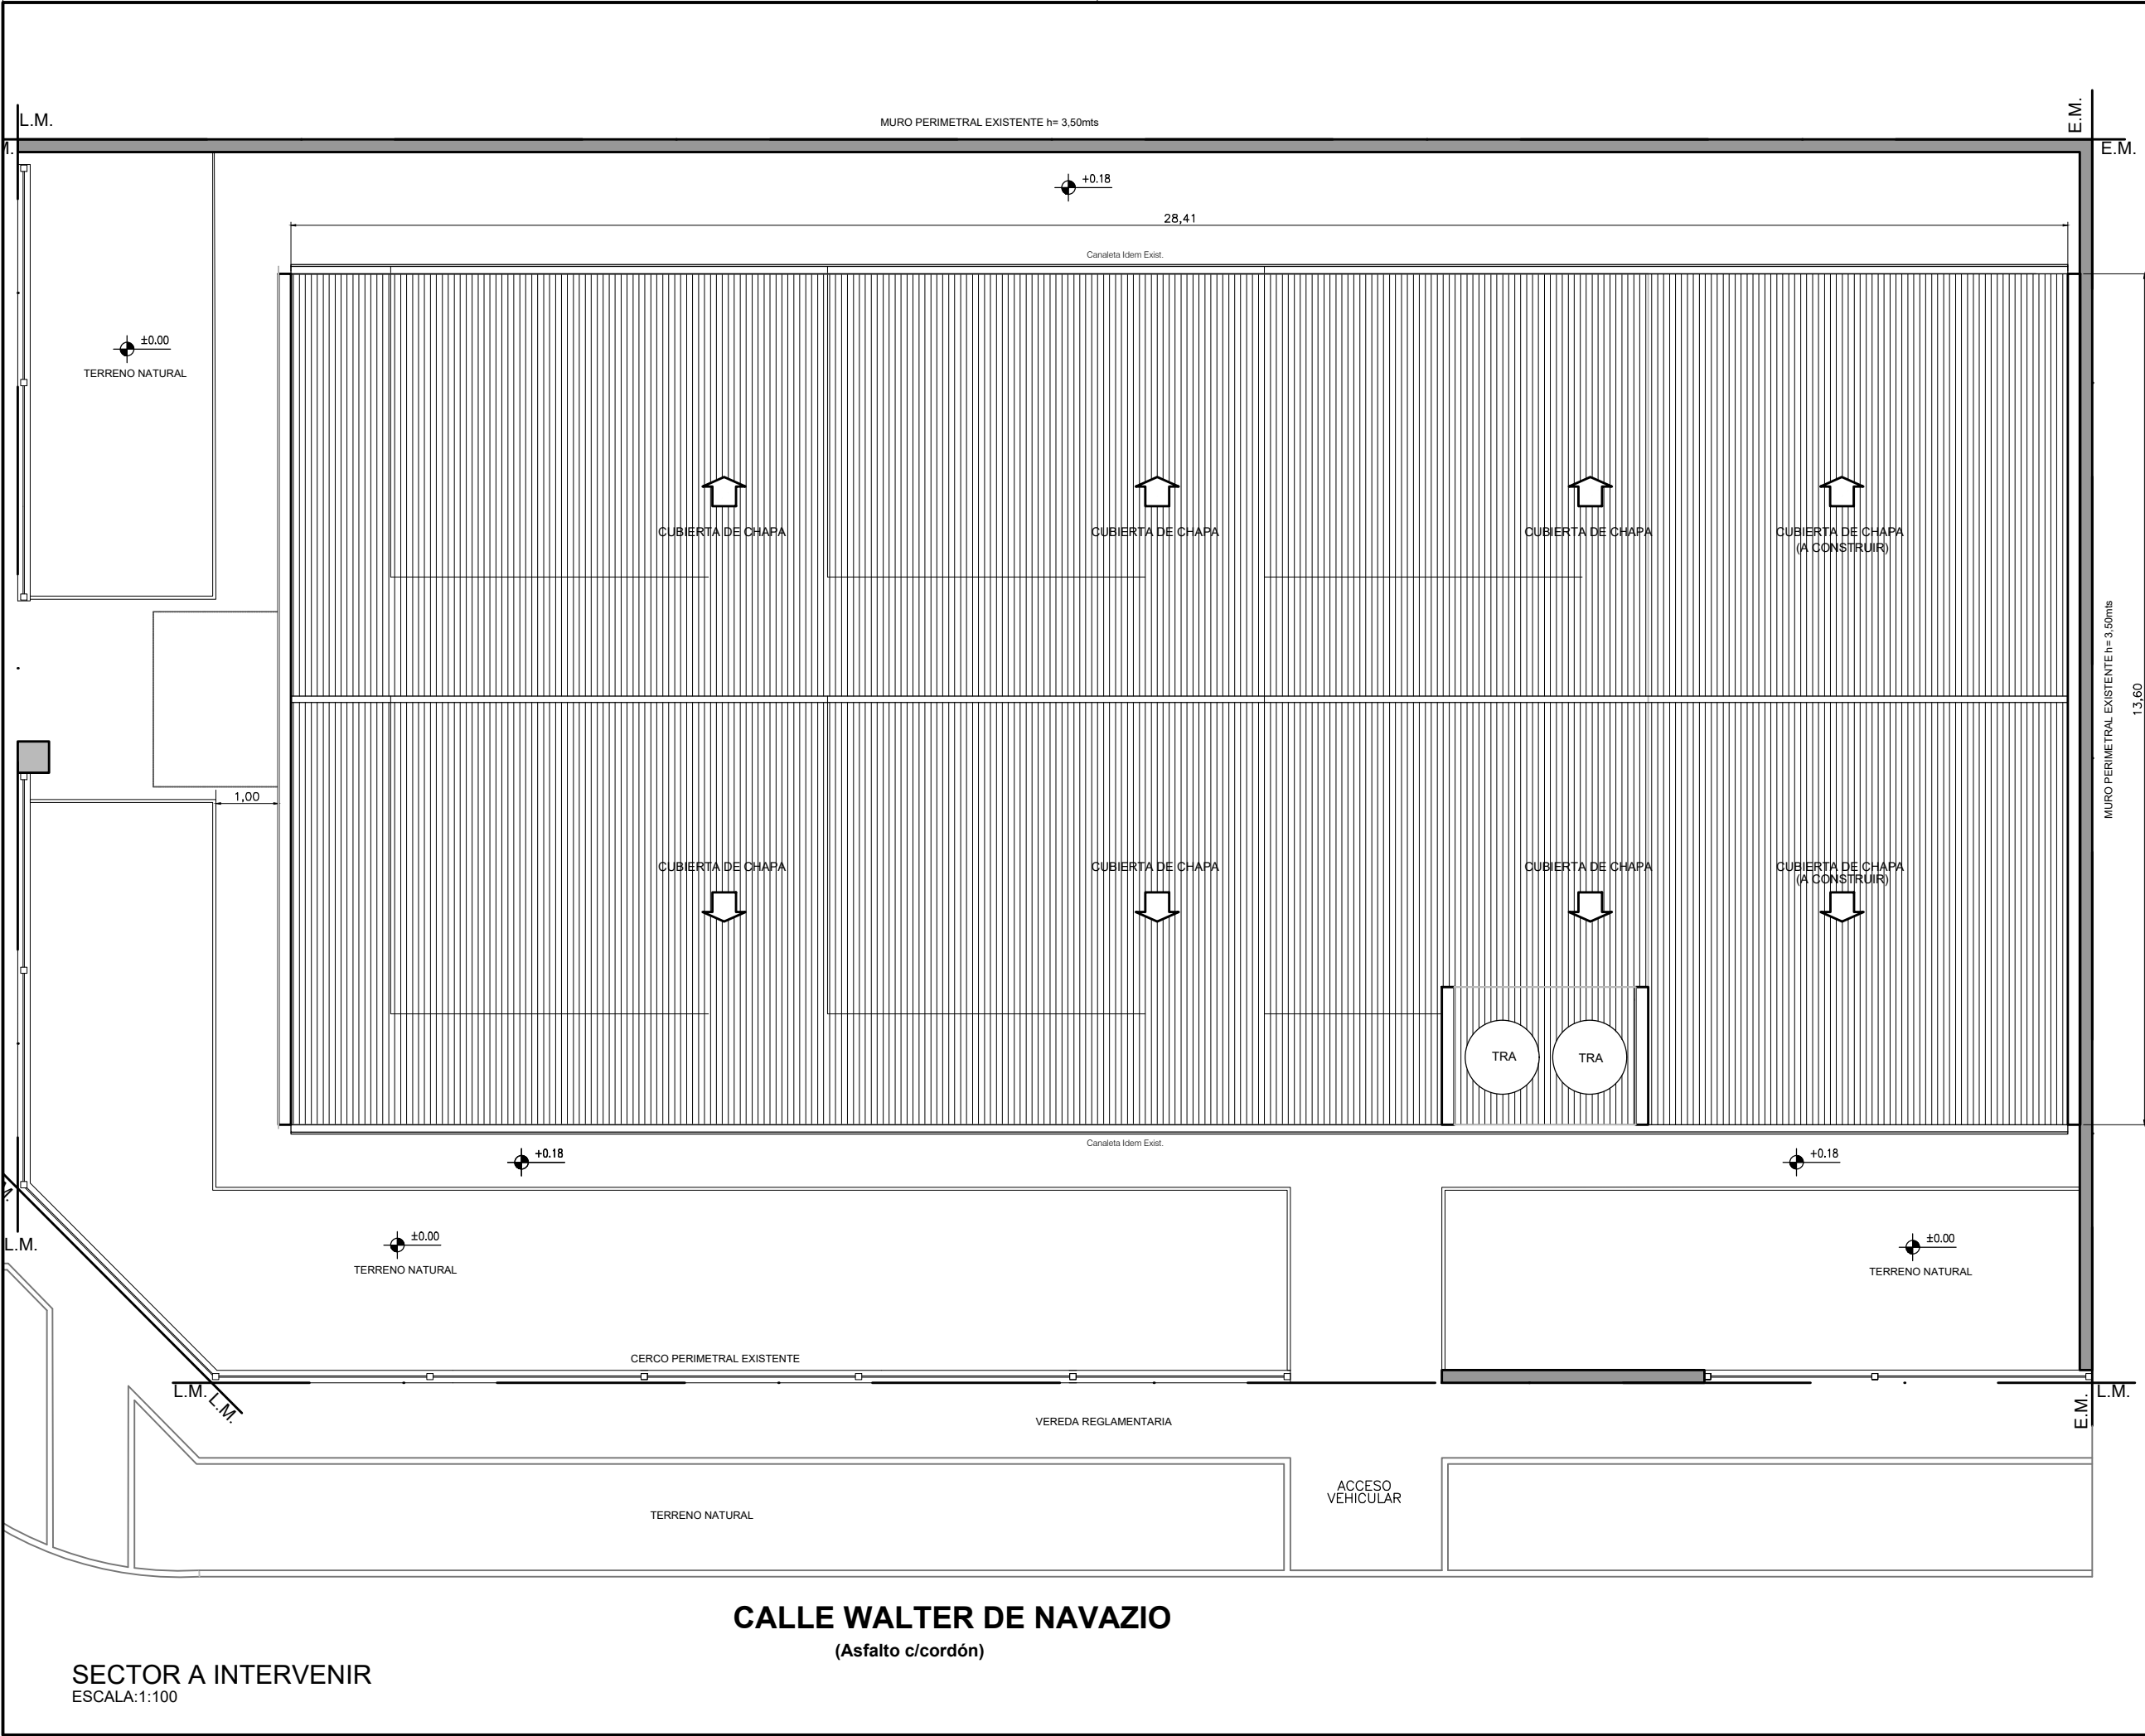 L.M.
MURO PERIMETRAL EXISTENTE h= 3,50mts
E.M.
E.M.
+0.18
28,41
Canaleta Idem Exist.
±0.00
TERRENO NATURAL
CUBIERTA DE CHAPA
CUBIERTA DE CHAPA
CUBIERTA DE CHAPA
CUBIERTA DE CHAPA
(A CONSTRUIR)
MURO PERIMETRAL EXISTENTE h= 3,50mts
13,60
1,00
CUBIERTA DE CHAPA
CUBIERTA DE CHAPA
CUBIERTA DE CHAPA
CUBIERTA DE CHAPA
(A CONSTRUIR)
TRA
TRA
Canaleta Idem Exist.
+0.18
+0.18
L.M.
±0.00
TERRENO NATURAL
±0.00
TERRENO NATURAL
CERCO PERIMETRAL EXISTENTE
L.M.
L.M.
E.M.
L.M.
VEREDA REGLAMENTARIA
ACCESO
VEHICULAR
TERRENO NATURAL
CALLE WALTER DE NAVAZIO
(Asfalto c/cordón)
SECTOR A INTERVENIR
ESCALA:1:100